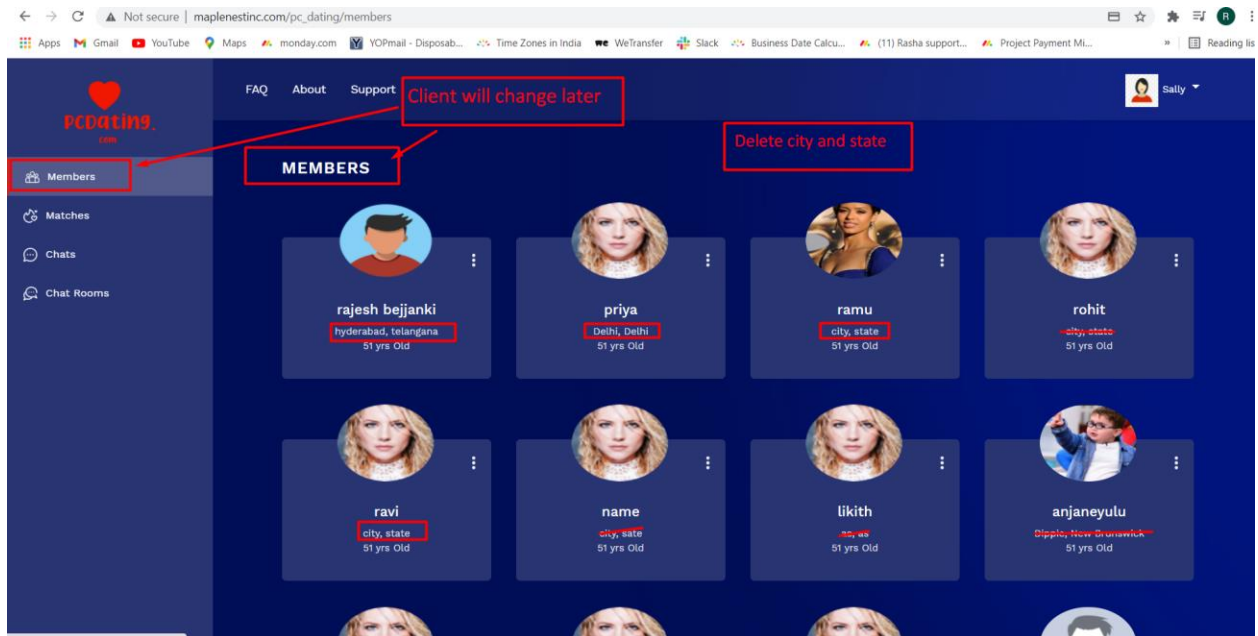 Not secure | maplenestinc.com/pc_dating/members
R
Apps Gmail YouTube Maps monday.com YOPmail - Disposab... Time Zones in India WeTransfer Slack Business Date Calcu... (11) Rasha support... Project Payment Mi... » Reading lis
PCDating.
com
FAQ About Support
Client will change later
Sally
Delete city and state
MEMBERS
Members
Matches
Chats
Chat Rooms
rajesh bejjanki
hyderabad, telangana
51 yrs Old
priya
Delhi, Delhi
51 yrs Old
ramu
city, state
51 yrs Old
rohit
city, state
51 yrs Old
ravi
city, state
51 yrs Old
name
city, sate
51 yrs Old
likith
as, as
51 yrs Old
anjaneyulu
Dippie, New Brunswick
51 yrs Old